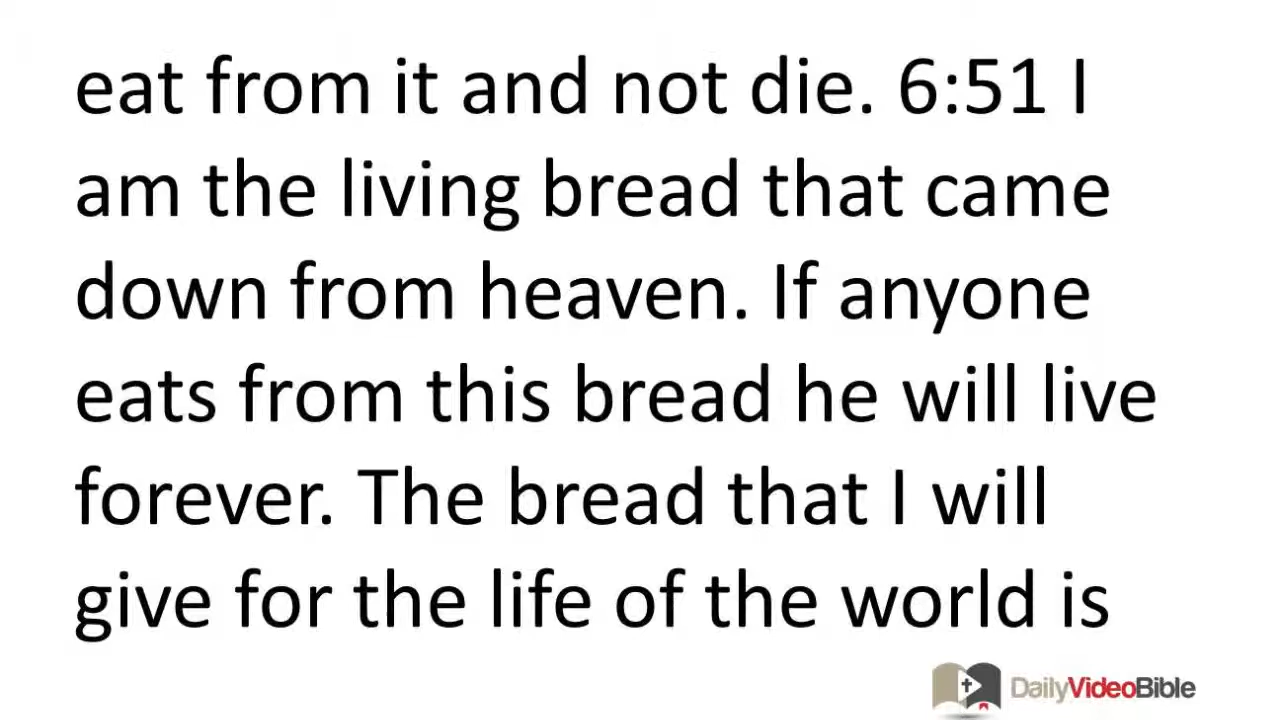 eat from it and not die. 6:51 I
am the living bread that came
down from heaven. If anyone
eats from this bread he will live
forever. The bread that I will
give for the life of the world is
DailyVideoBible